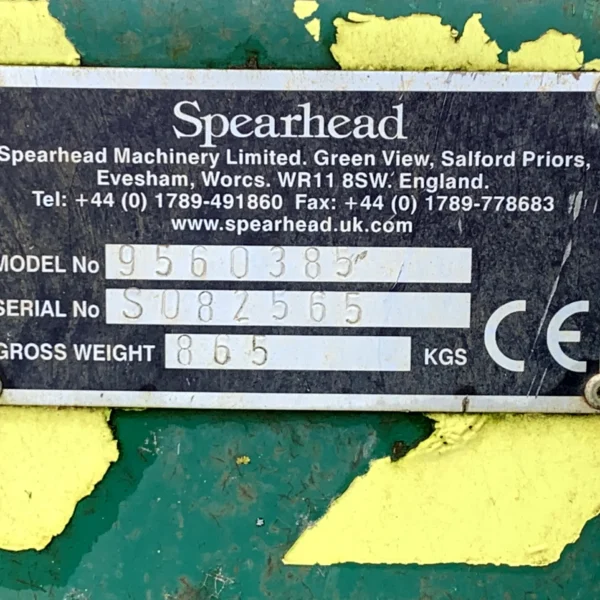 Spearhead
Spearhead Machinery Limited. Green View, Salford Priors,
Evesham, Worcs. WR11 8SW. England.
Tel: +44 (0) 1789-491860 Fax: +44 (0) 1789-778683
www.spearhead.uk.com
MODEL No 9560385
SERIAL No S082565
GROSS WEIGHT 865 KGS
CE